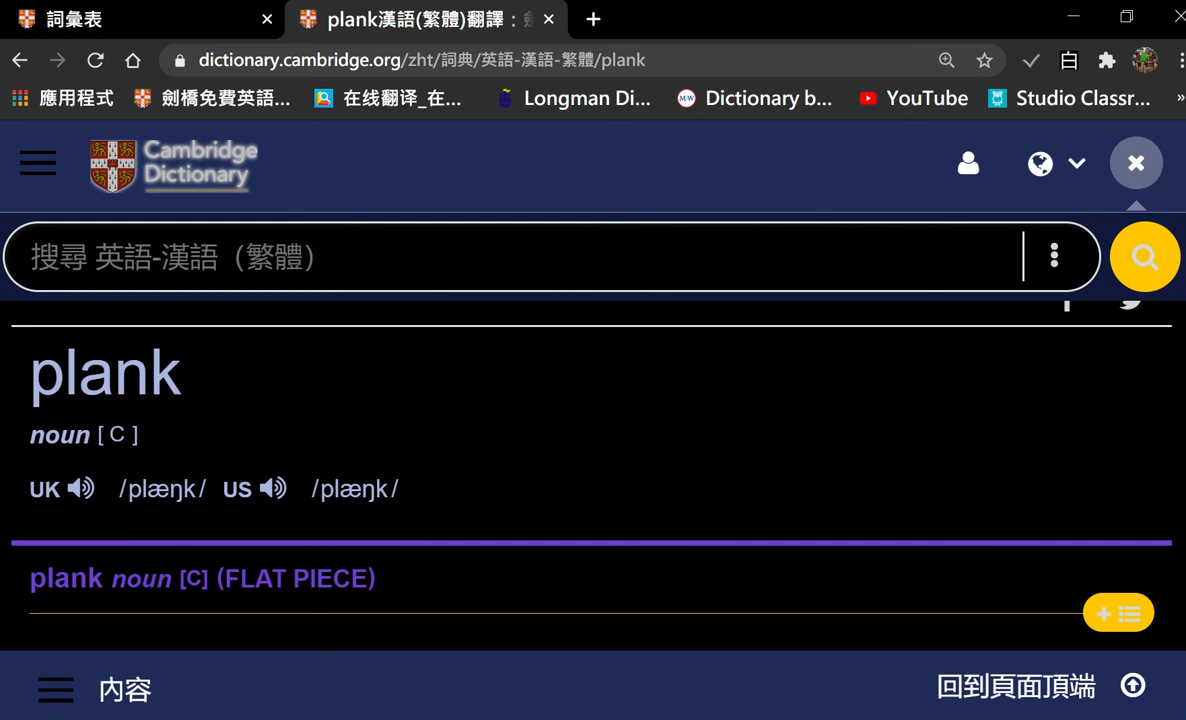 詞彙表
plank漢語(繁體)翻譯：
dictionary.cambridge.org/zht/詞典/英語-漢語-繁體/plank
白
應用程式 劍橋免費英語... 在线翻译_在... Longman Di... M-W Dictionary b... YouTube Studio Classr... »
Cambridge
Dictionary
搜尋 英語-漢語（繁體）
plank
noun [ C ]
UK /plæŋk/ US /plæŋk/
plank noun [C] (FLAT PIECE)
內容
回到頁面頂端